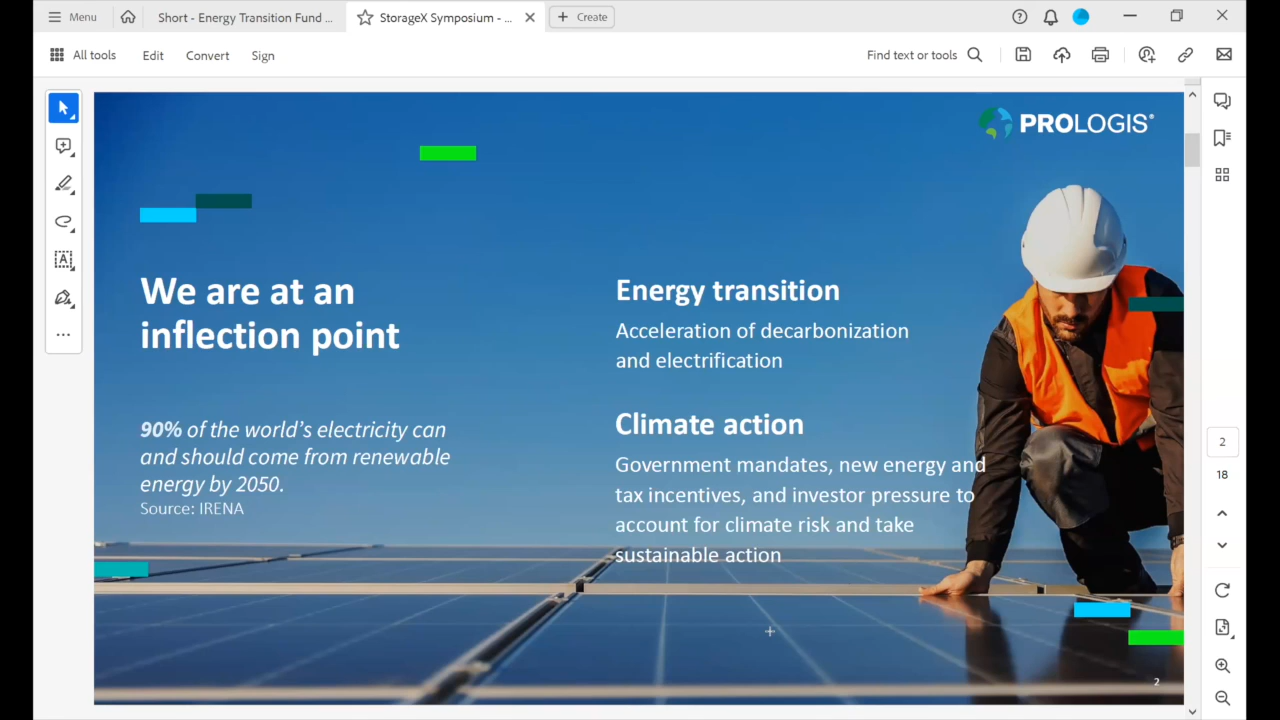 Menu
Short - Energy Transition Fund ...
StorageX Symposium - ...
Create
All tools
Edit
Convert
Sign
Find text or tools
PROLOGIS®
We are at an
inflection point
90% of the world's electricity can
and should come from renewable
energy by 2050.
Source: IRENA
Energy transition
Acceleration of decarbonization
and electrification
Climate action
Government mandates, new energy and
tax incentives, and investor pressure to
account for climate risk and take
sustainable action
2
2
18